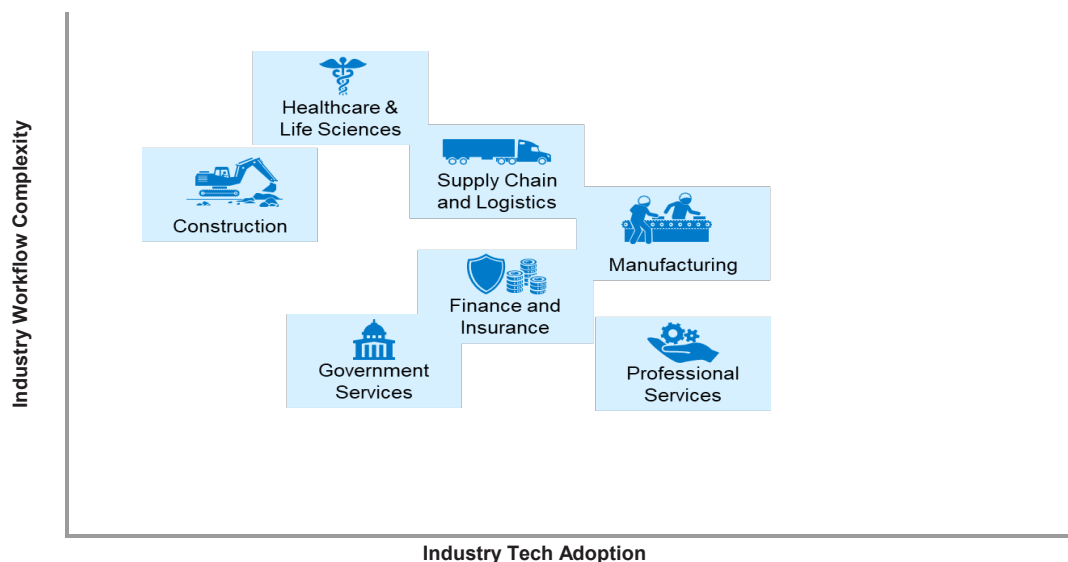 Industry Workflow Complexity
Healthcare &
Life Sciences
Supply Chain
and Logistics
Construction
Manufacturing
Finance and
Insurance
Government
Services
Professional
Services
Industry Tech Adoption